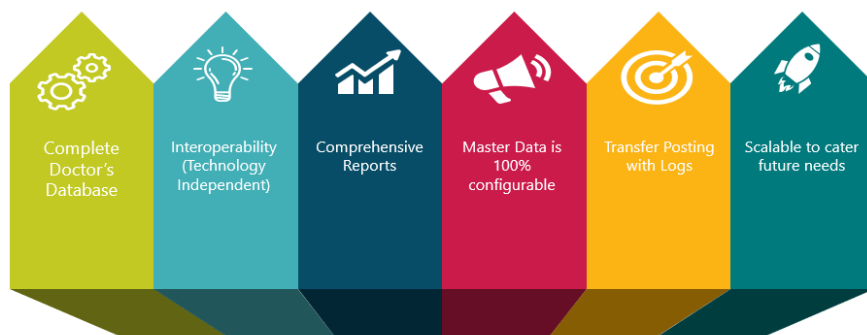 Complete
Doctor's
Database
Interoperability
(Technology
Independent)
Comprehensive
Reports
Master Data is
100%
configurable
Transfer Posting
with Logs
Scalable to cater
future needs